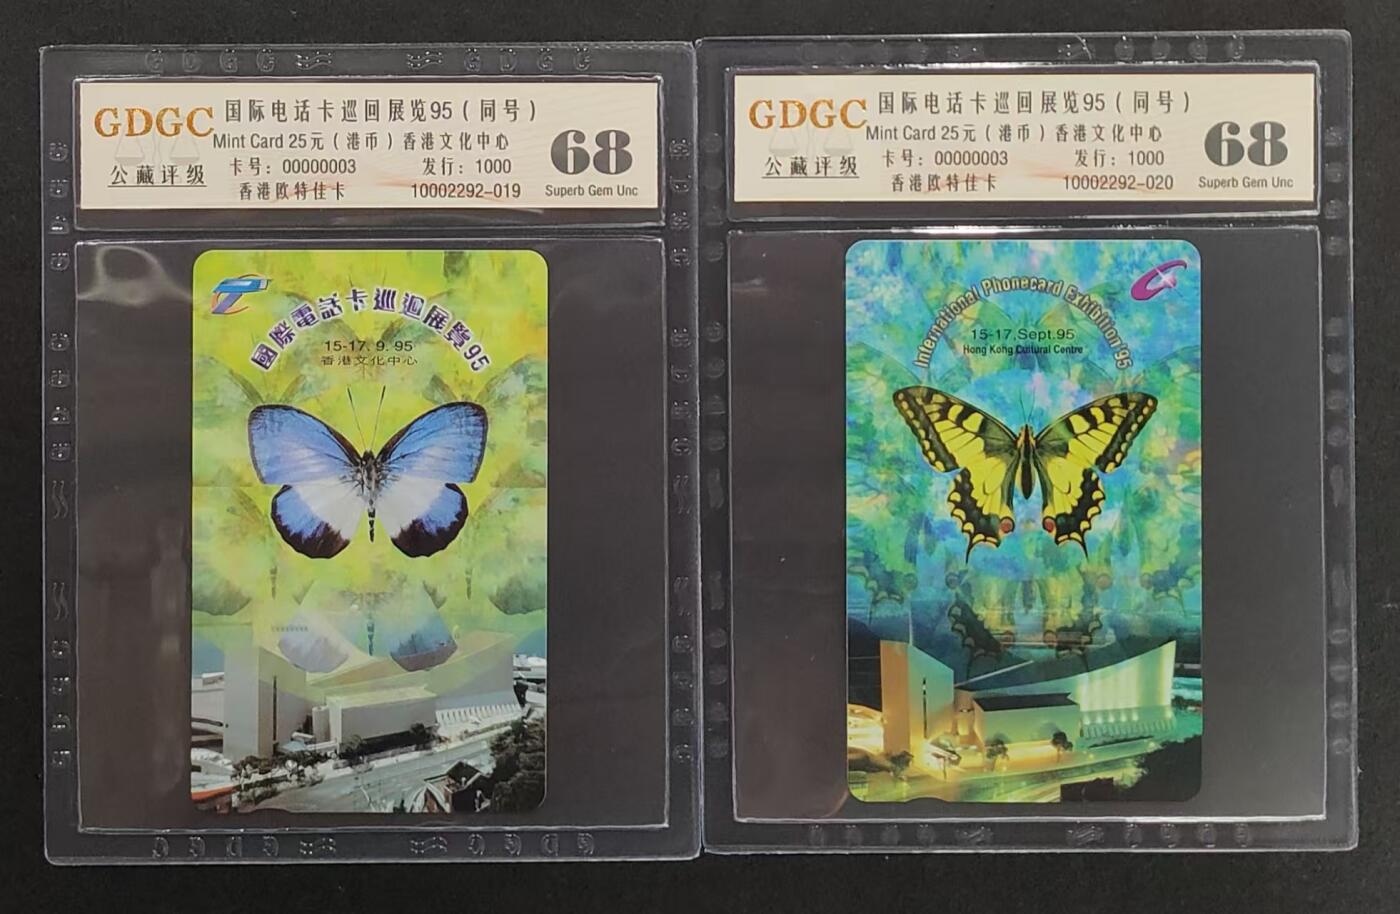 GDGC
公藏评级
国际电话卡巡回展览95（同号）
Mint Card 25元（港币）香港文化中心
卡号：00000003 发行：1000
香港欧特佳卡 10002292-019
68
Superb Gem Unc
國際電話卡巡迴展覽95
15-17. 9. 95
香港文化中心
GDGC
公藏评级
国际电话卡巡回展览95（同号）
Mint Card 25元（港币）香港文化中心
卡号：00000003 发行：1000
香港欧特佳卡 10002292-020
68
Superb Gem Unc
International Phonecard Exhibition'95
15-17,Sept.95
Hong Kong Cultural Centre